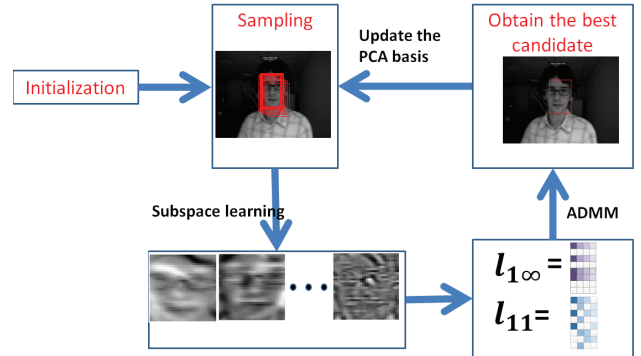 Sampling
Obtain the best
candidate
Update the
PCA basis
Initialization
Subspace learning
ADMM
l1∞ =
l11=